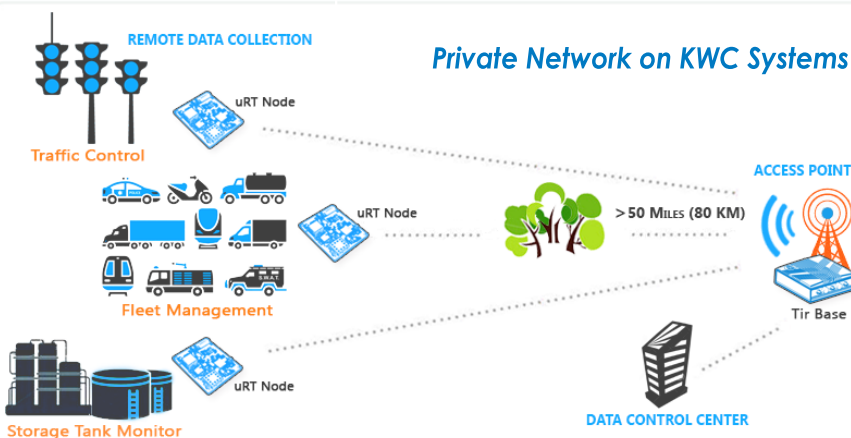 REMOTE DATA COLLECTION
Private Network on KWC Systems
uRT Node
Traffic Control
ACCESS POINT
uRT Node
>50 MILES (80 KM)
Fleet Management
Tir Base
uRT Node
DATA CONTROL CENTER
Storage Tank Monitor